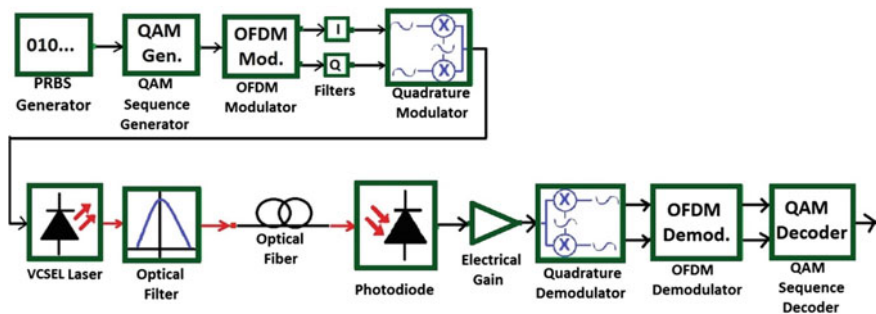 010...
PRBS
Generator
QAM
Gen.
QAM
Sequence
Generator
OFDM
Mod.
OFDM
Modulator
I
Q
Filters
X
X
Quadrature
Modulator
VCSEL Laser
Optical
Filter
Optical
Fiber
Photodiode
Electrical
Gain
X
X
Quadrature
Demodulator
OFDM
Demod.
OFDM
Demodulator
QAM
Decoder
QAM
Sequence
Decoder